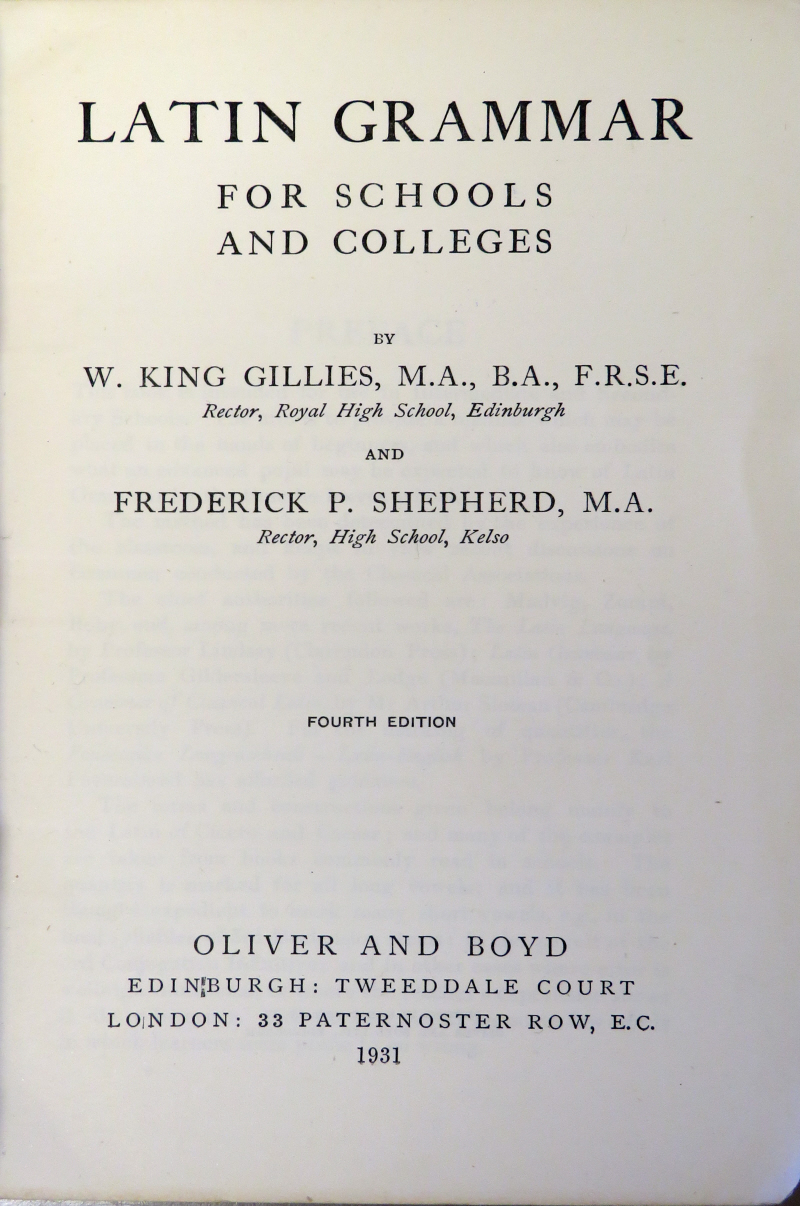 LATIN GRAMMAR
FOR SCHOOLS
AND COLLEGES
BY
W. KING GILLIES, M.A., B.A., F.R.S.E.
Rector, Royal High School, Edinburgh
AND
FREDERICK P. SHEPHERD, M.A.
Rector, High School, Kelso
FOURTH EDITION
OLIVER AND BOYD
EDINBURGH: TWEEDDALE COURT
LONDON: 33 PATERNOSTER ROW, E.C.
1931